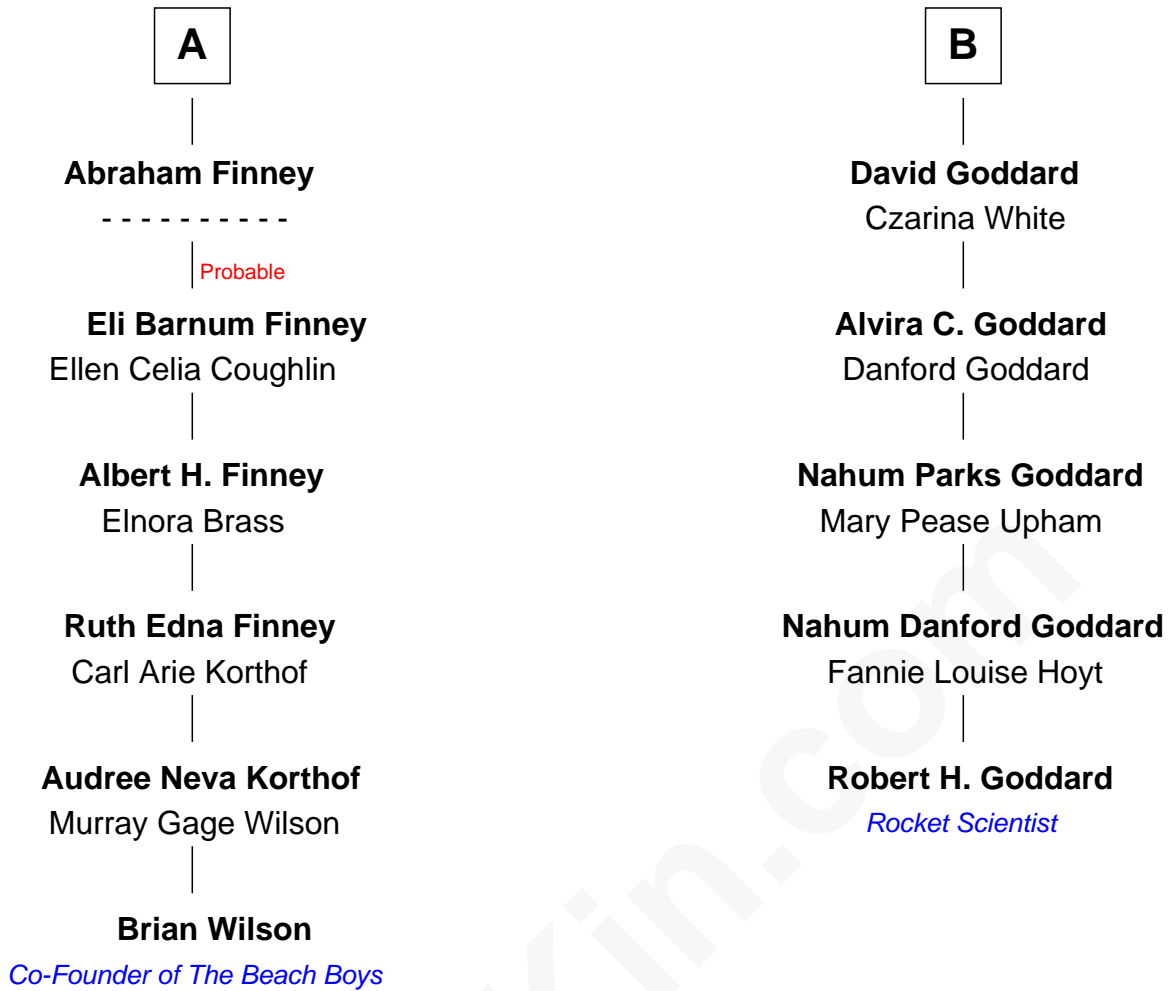 A
Abraham Finney
- - - - - - - - - -
Probable
Eli Barnum Finney
Ellen Celia Coughlin
Albert H. Finney
Elnora Brass
Ruth Edna Finney
Carl Arie Korthof
Audree Neva Korthof
Murray Gage Wilson
Brian Wilson
Co-Founder of The Beach Boys
B
David Goddard
Czarina White
Alvira C. Goddard
Danford Goddard
Nahum Parks Goddard
Mary Pease Upham
Nahum Danford Goddard
Fannie Louise Hoyt
Robert H. Goddard
Rocket Scientist
Kin.com